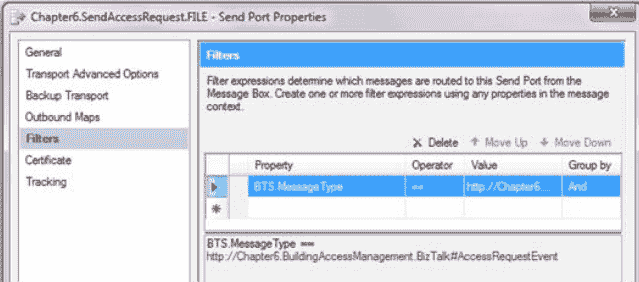 Chapter6.SendAccessRequest.FILE - Send Port Properties
General
Transport Advanced Options
Backup Transport
Outbound Maps
Filters
Certificate
Tracking
Filters
Filter expressions determine which messages are routed to this Send Port from the
Message Box. Create one or more filter expressions using any properties in the message
context.
Delete Move Up Move Down
Property Operator Value Group by
BTS.MessageType == http://Chapter6.... And
BTS.MessageType ==
http://Chapter6.BuildingAccessManagement.BizTalk#AccessRequestEvent